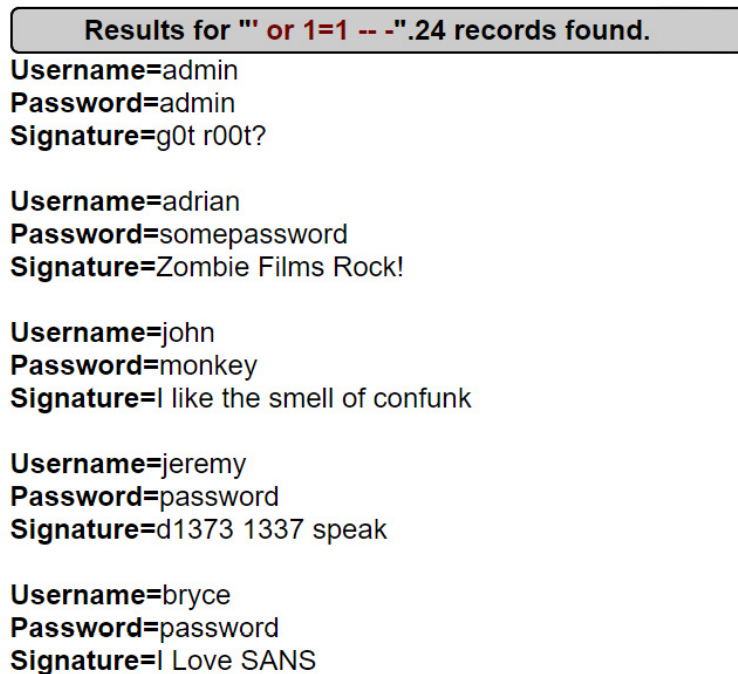 Results for "' or 1=1 -- -".24 records found.
Username=admin
Password=admin
Signature=g0t r00t?
Username=adrian
Password=somepassword
Signature=Zombie Films Rock!
Username=john
Password=monkey
Signature=I like the smell of confunk
Username=jeremy
Password=password
Signature=d1373 1337 speak
Username=bryce
Password=password
Signature=I Love SANS